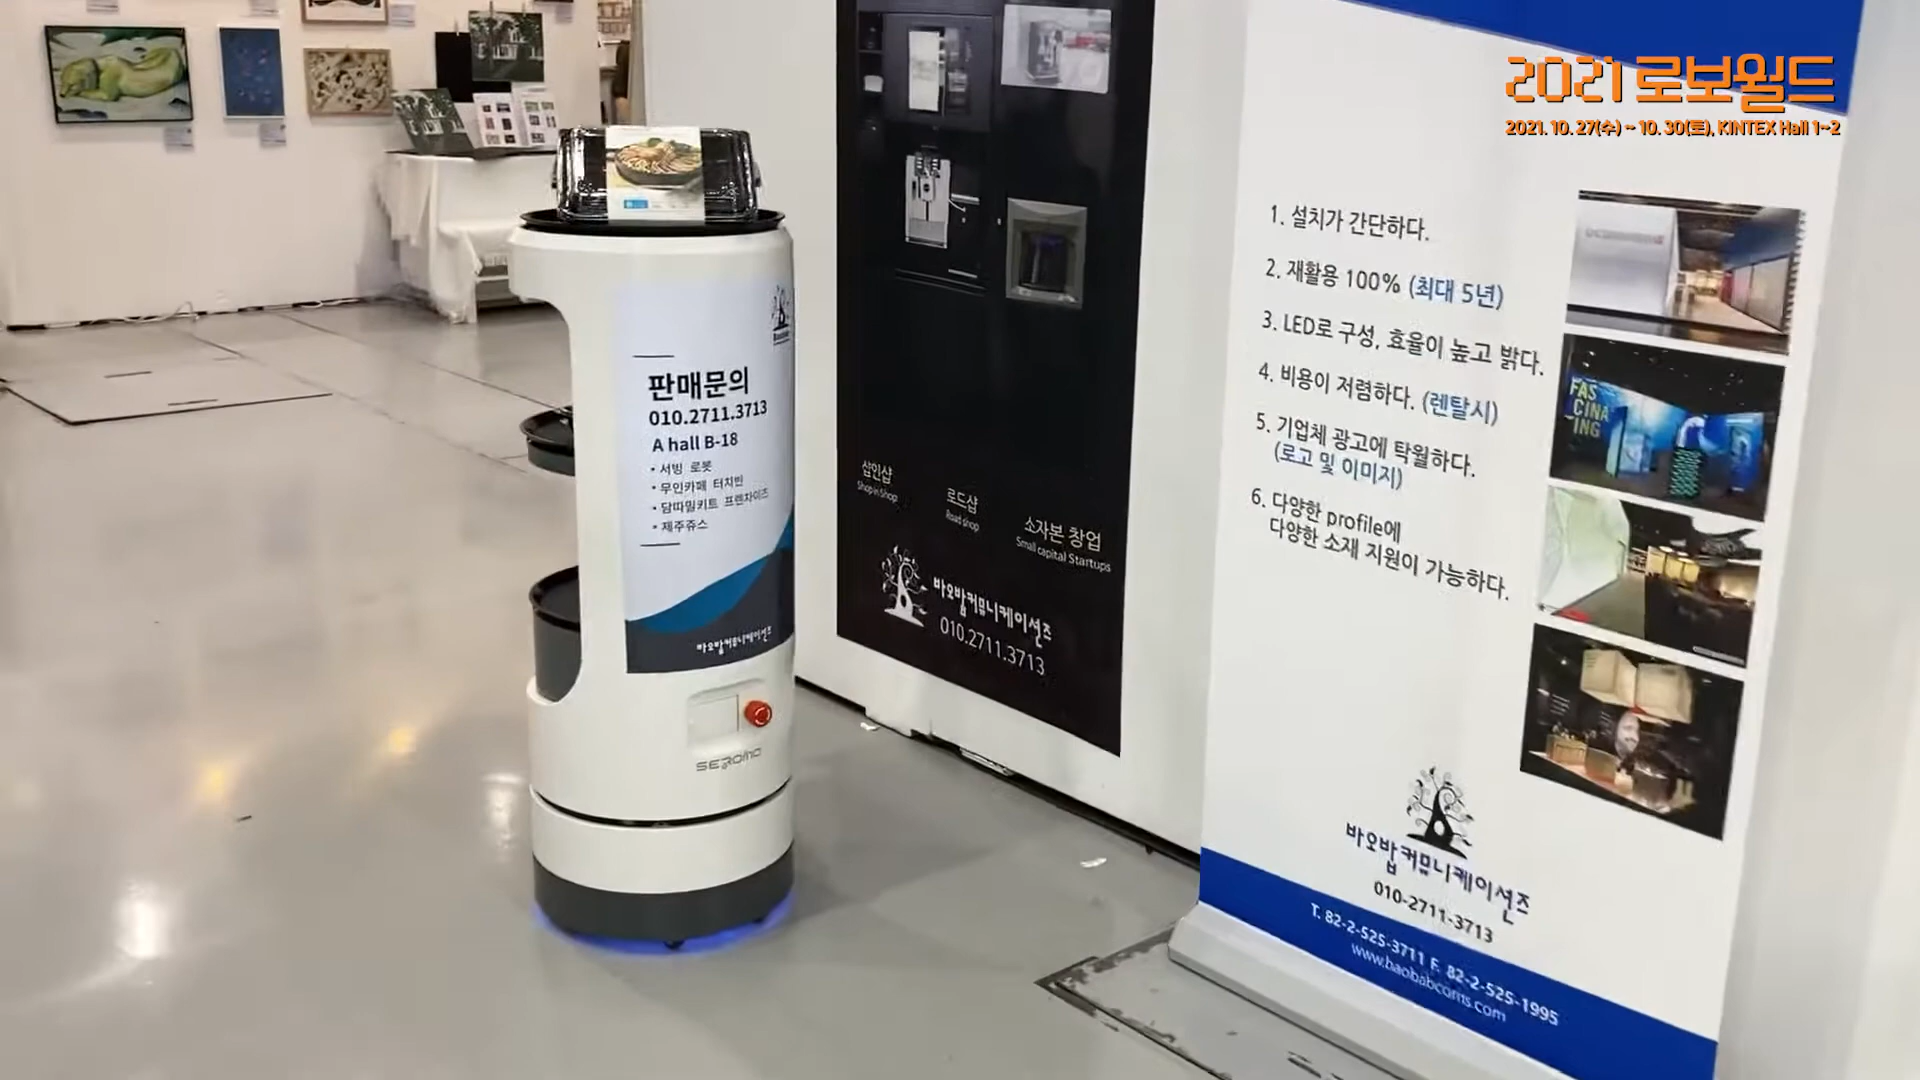 2021 로보월드
2021. 10. 27(수) ~ 10. 30(토), KINTEX Hall 1~2
판매문의
010.2711.3713
A hall B-18
• 서빙 로봇
• 무인카페 터치빈
• 담따밀키트 프렌차이즈
• 제주쥬스
바오밥커뮤니케이션즈
SEROMO
샵인샵
Shop in Shop
로드샵
Road shop
소자본 창업
Small capital Startups
바오밥커뮤니케이션즈
010.2711.3713
1. 설치가 간단하다.
2. 재활용 100% (최대 5년)
3. LED로 구성, 효율이 높고 밝다.
4. 비용이 저렴하다. (렌탈시)
5. 기업체 광고에 탁월하다.
(로고 및 이미지)
6. 다양한 profile에
다양한 소재 지원이 가능하다.
FAS
CINA
TING
바오밥커뮤니케이션즈
010-2711-3713
T. 82-2-525-3711 F. 82-2-525-1995
www.baobabcorns.com